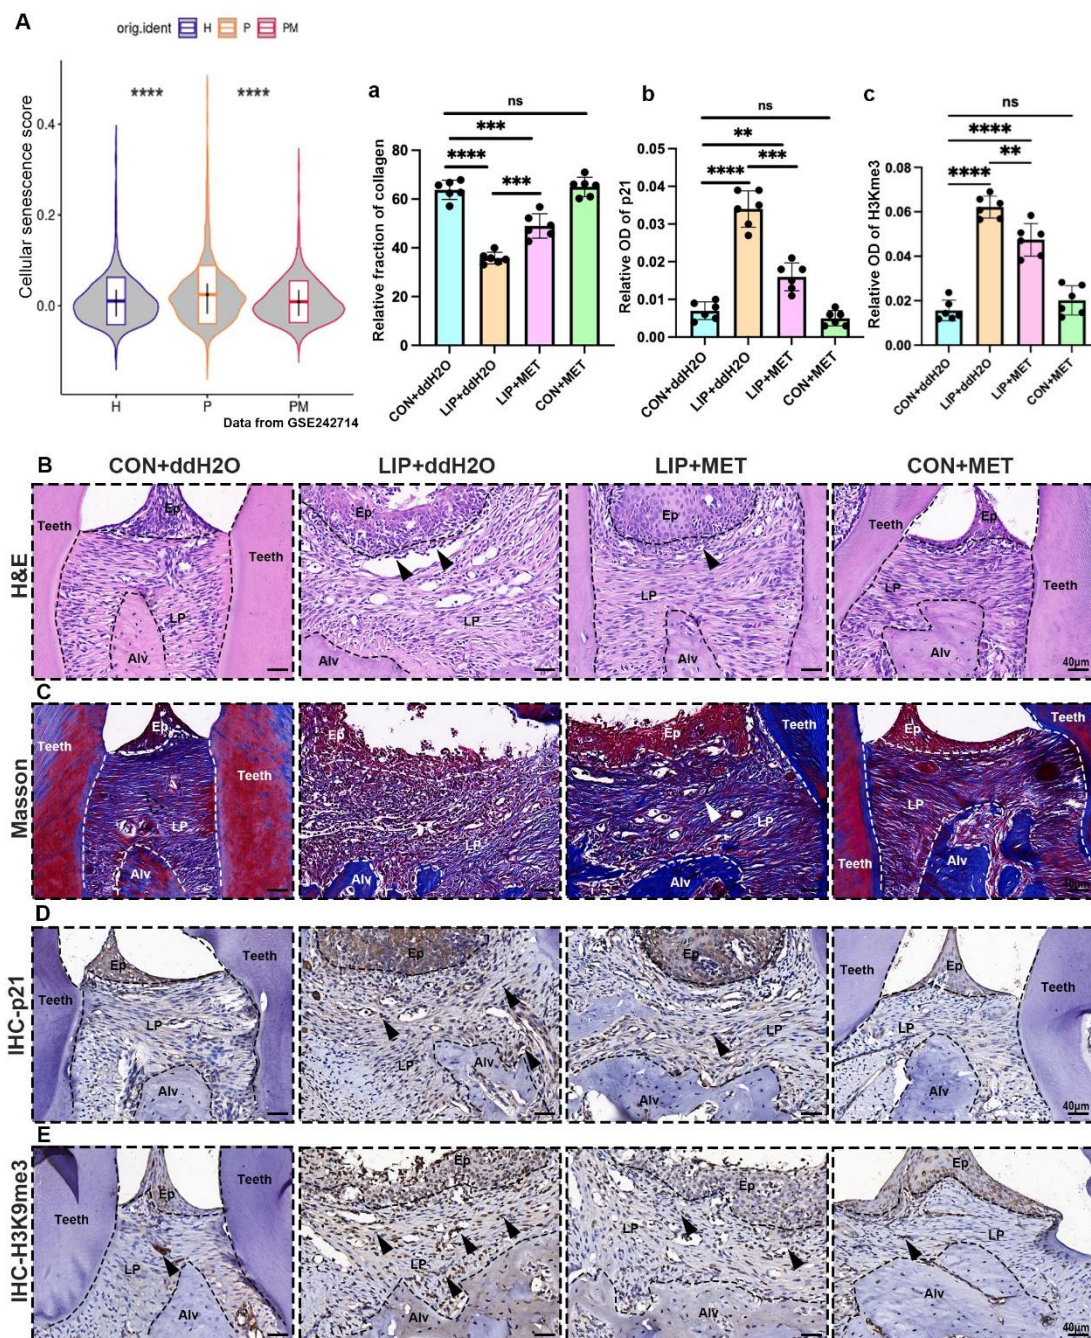 A
orig.ident H P PM
Cellular senescence score
0.4
0.2
0.0
**** ****
H P PM
Data from GSE242714
a
Relative fraction of collagen
80
60
40
20
0
ns
***
****
***
CON+ddH2O
LIP+ddH2O
LIP+MET
CON+MET
b
Relative OD of p21
0.05
0.04
0.03
0.02
0.01
0.00
ns
**
**** ***
CON+ddH2O
LIP+ddH2O
LIP+MET
CON+MET
c
Relative OD of H3Kme3
0.08
0.06
0.04
0.02
0.00
ns
****
**** **
CON+ddH2O
LIP+ddH2O
LIP+MET
CON+MET
B
CON+ddH2O LIP+ddH2O LIP+MET CON+MET
H&E
Teeth Ep Teeth LP Alv
Ep LP Alv
Ep LP Alv
Teeth Ep Teeth LP Alv 40μm
C
Masson
Teeth Ep Teeth LP Alv
Ep LP Alv
Ep Teeth LP Alv
Ep Teeth LP Teeth Alv 40μm
D
IHC-p21
Teeth Ep Teeth LP Alv
Ep LP Alv
Ep LP Alv
Ep Teeth LP Alv 40μm
E
IHC-H3K9me3
Teeth Ep Teeth LP Alv
Ep LP Alv
Ep LP Alv
Ep LP Teeth Alv 40μm